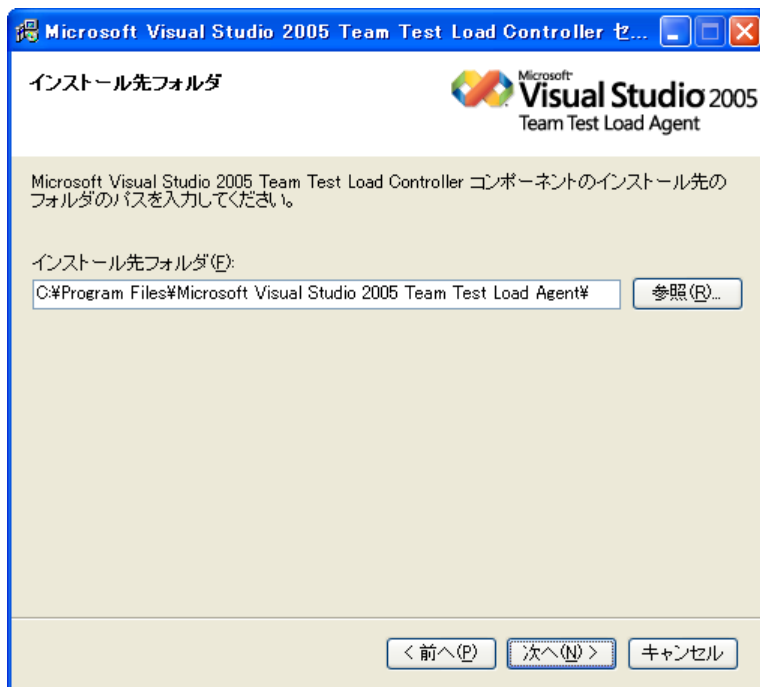 Microsoft Visual Studio 2005 Team Test Load Controller セ...
インストール先フォルダ
Microsoft
Visual Studio 2005
Team Test Load Agent
Microsoft Visual Studio 2005 Team Test Load Controller コンポーネントのインストール先の
フォルダのパスを入力してください。
インストール先フォルダ(F):
C:¥Program Files¥Microsoft Visual Studio 2005 Team Test Load Agent¥
参照(R)...
< 前へ(P)
次へ(N) >
キャンセル